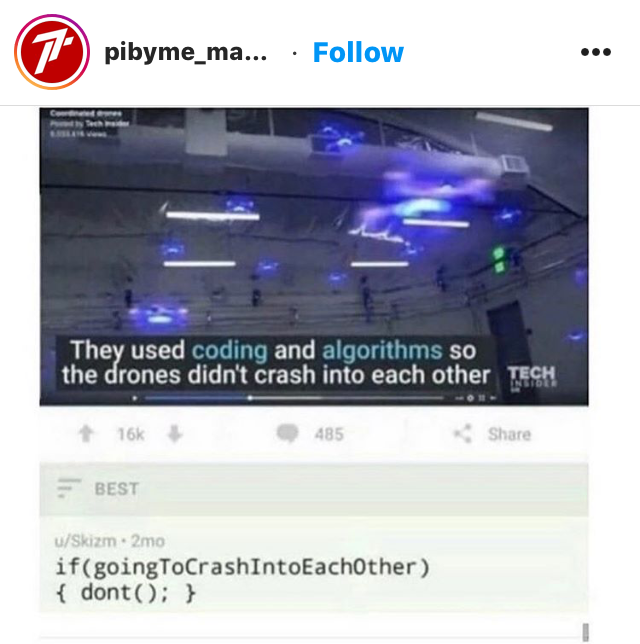 pibyme_ma... · Follow
Coordinated drones
Posted by Tech Insider
views
They used coding and algorithms so
the drones didn't crash into each other
TECH
INSIDER
16k
485
Share
BEST
u/Skizm • 2mo
if(goingToCrashIntoEachOther)
{ dont(); }